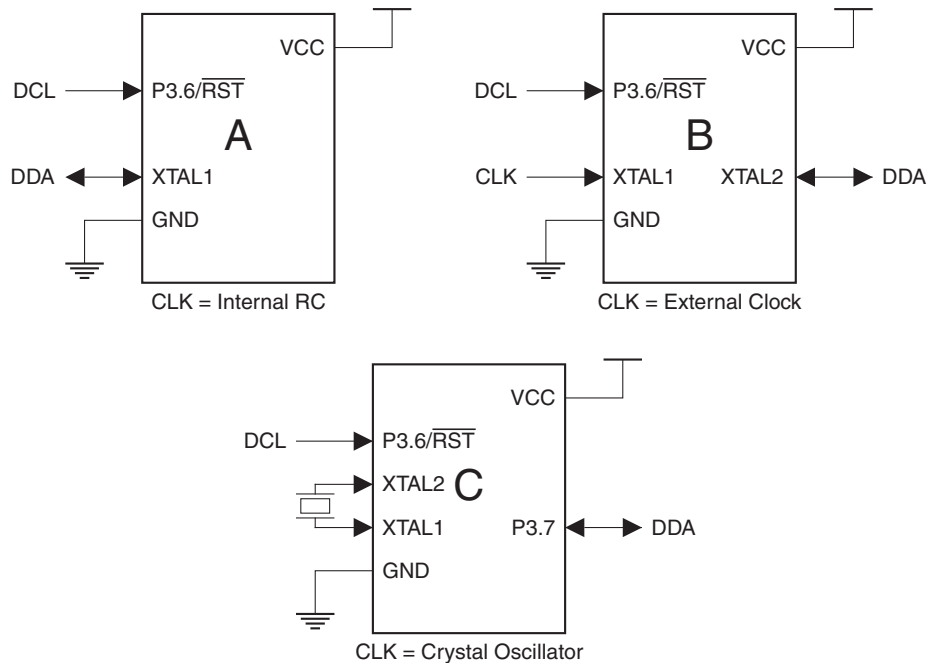 VCC
DCL P3.6/RST
A
DDA XTAL1
GND
CLK = Internal RC
VCC
DCL P3.6/RST
B
CLK XTAL1 XTAL2 DDA
GND
CLK = External Clock
VCC
DCL P3.6/RST
XTAL2 C
XTAL1 P3.7 DDA
GND
CLK = Crystal Oscillator